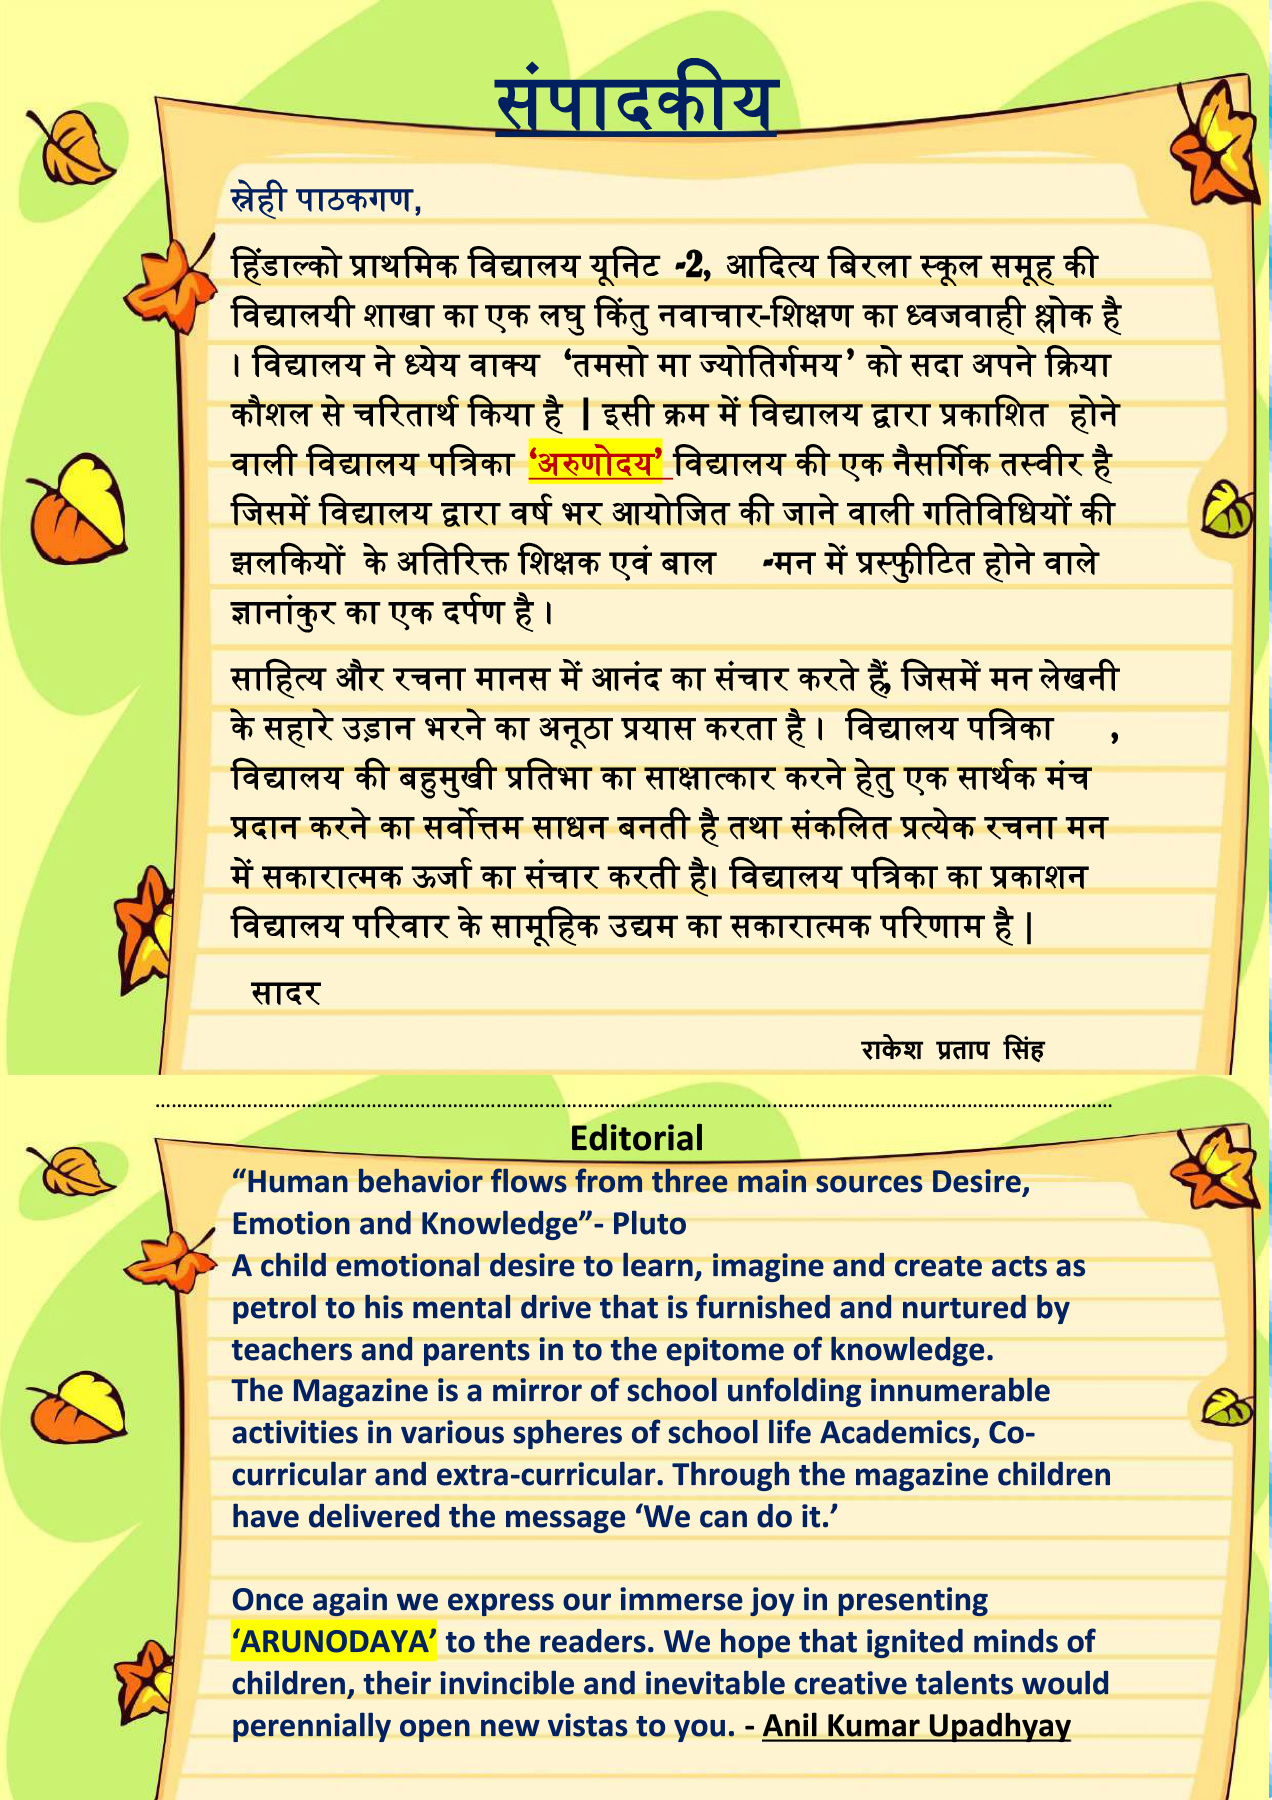 संपादकीय
स्नेही पाठकगण,
हिंडाल्को प्राथमिक विद्यालय यूनिट -2, आदित्य बिरला स्कूल समूह की
विद्यालयी शाखा का एक लघु किंतु नवाचार-शिक्षण का ध्वजवाही श्लोक है
। विद्यालय ने ध्येय वाक्य ‘तमसो मा ज्योतिर्गमय’ को सदा अपने क्रिया
कौशल से चरितार्थ किया है | इसी क्रम में विद्यालय द्वारा प्रकाशित होने
वाली विद्यालय पत्रिका ‘अरुणोदय’ विद्यालय की एक नैसर्गिक तस्वीर है
जिसमें विद्यालय द्वारा वर्ष भर आयोजित की जाने वाली गतिविधियों की
झलकियों के अतिरिक्त शिक्षक एवं बाल -मन में प्रस्फुीटित होने वाले
ज्ञानांकुर का एक दर्पण है ।
साहित्य और रचना मानस में आनंद का संचार करते हैं, जिसमें मन लेखनी
के सहारे उड़ान भरने का अनूठा प्रयास करता है । विद्यालय पत्रिका ,
विद्यालय की बहुमुखी प्रतिभा का साक्षात्कार करने हेतु एक सार्थक मंच
प्रदान करने का सर्वोत्तम साधन बनती है तथा संकलित प्रत्येक रचना मन
में सकारात्मक ऊर्जा का संचार करती है। विद्यालय पत्रिका का प्रकाशन
विद्यालय परिवार के सामूहिक उद्यम का सकारात्मक परिणाम है |
सादर
राकेश प्रताप सिंह
Editorial
“Human behavior flows from three main sources Desire,
Emotion and Knowledge”- Pluto
A child emotional desire to learn, imagine and create acts as
petrol to his mental drive that is furnished and nurtured by
teachers and parents in to the epitome of knowledge.
The Magazine is a mirror of school unfolding innumerable
activities in various spheres of school life Academics, Co-
curricular and extra-curricular. Through the magazine children
have delivered the message ‘We can do it.’
Once again we express our immerse joy in presenting
‘ARUNODAYA’ to the readers. We hope that ignited minds of
children, their invincible and inevitable creative talents would
perennially open new vistas to you. - Anil Kumar Upadhyay